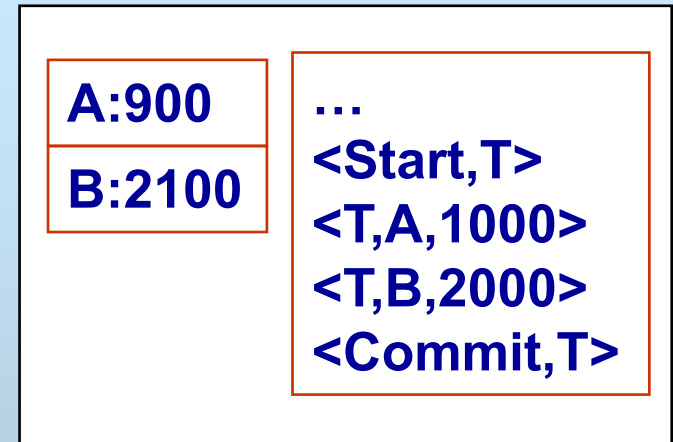 A:900
B:2100
…
<Start,T>
<T,A,1000>
<T,B,2000>
<Commit,T>